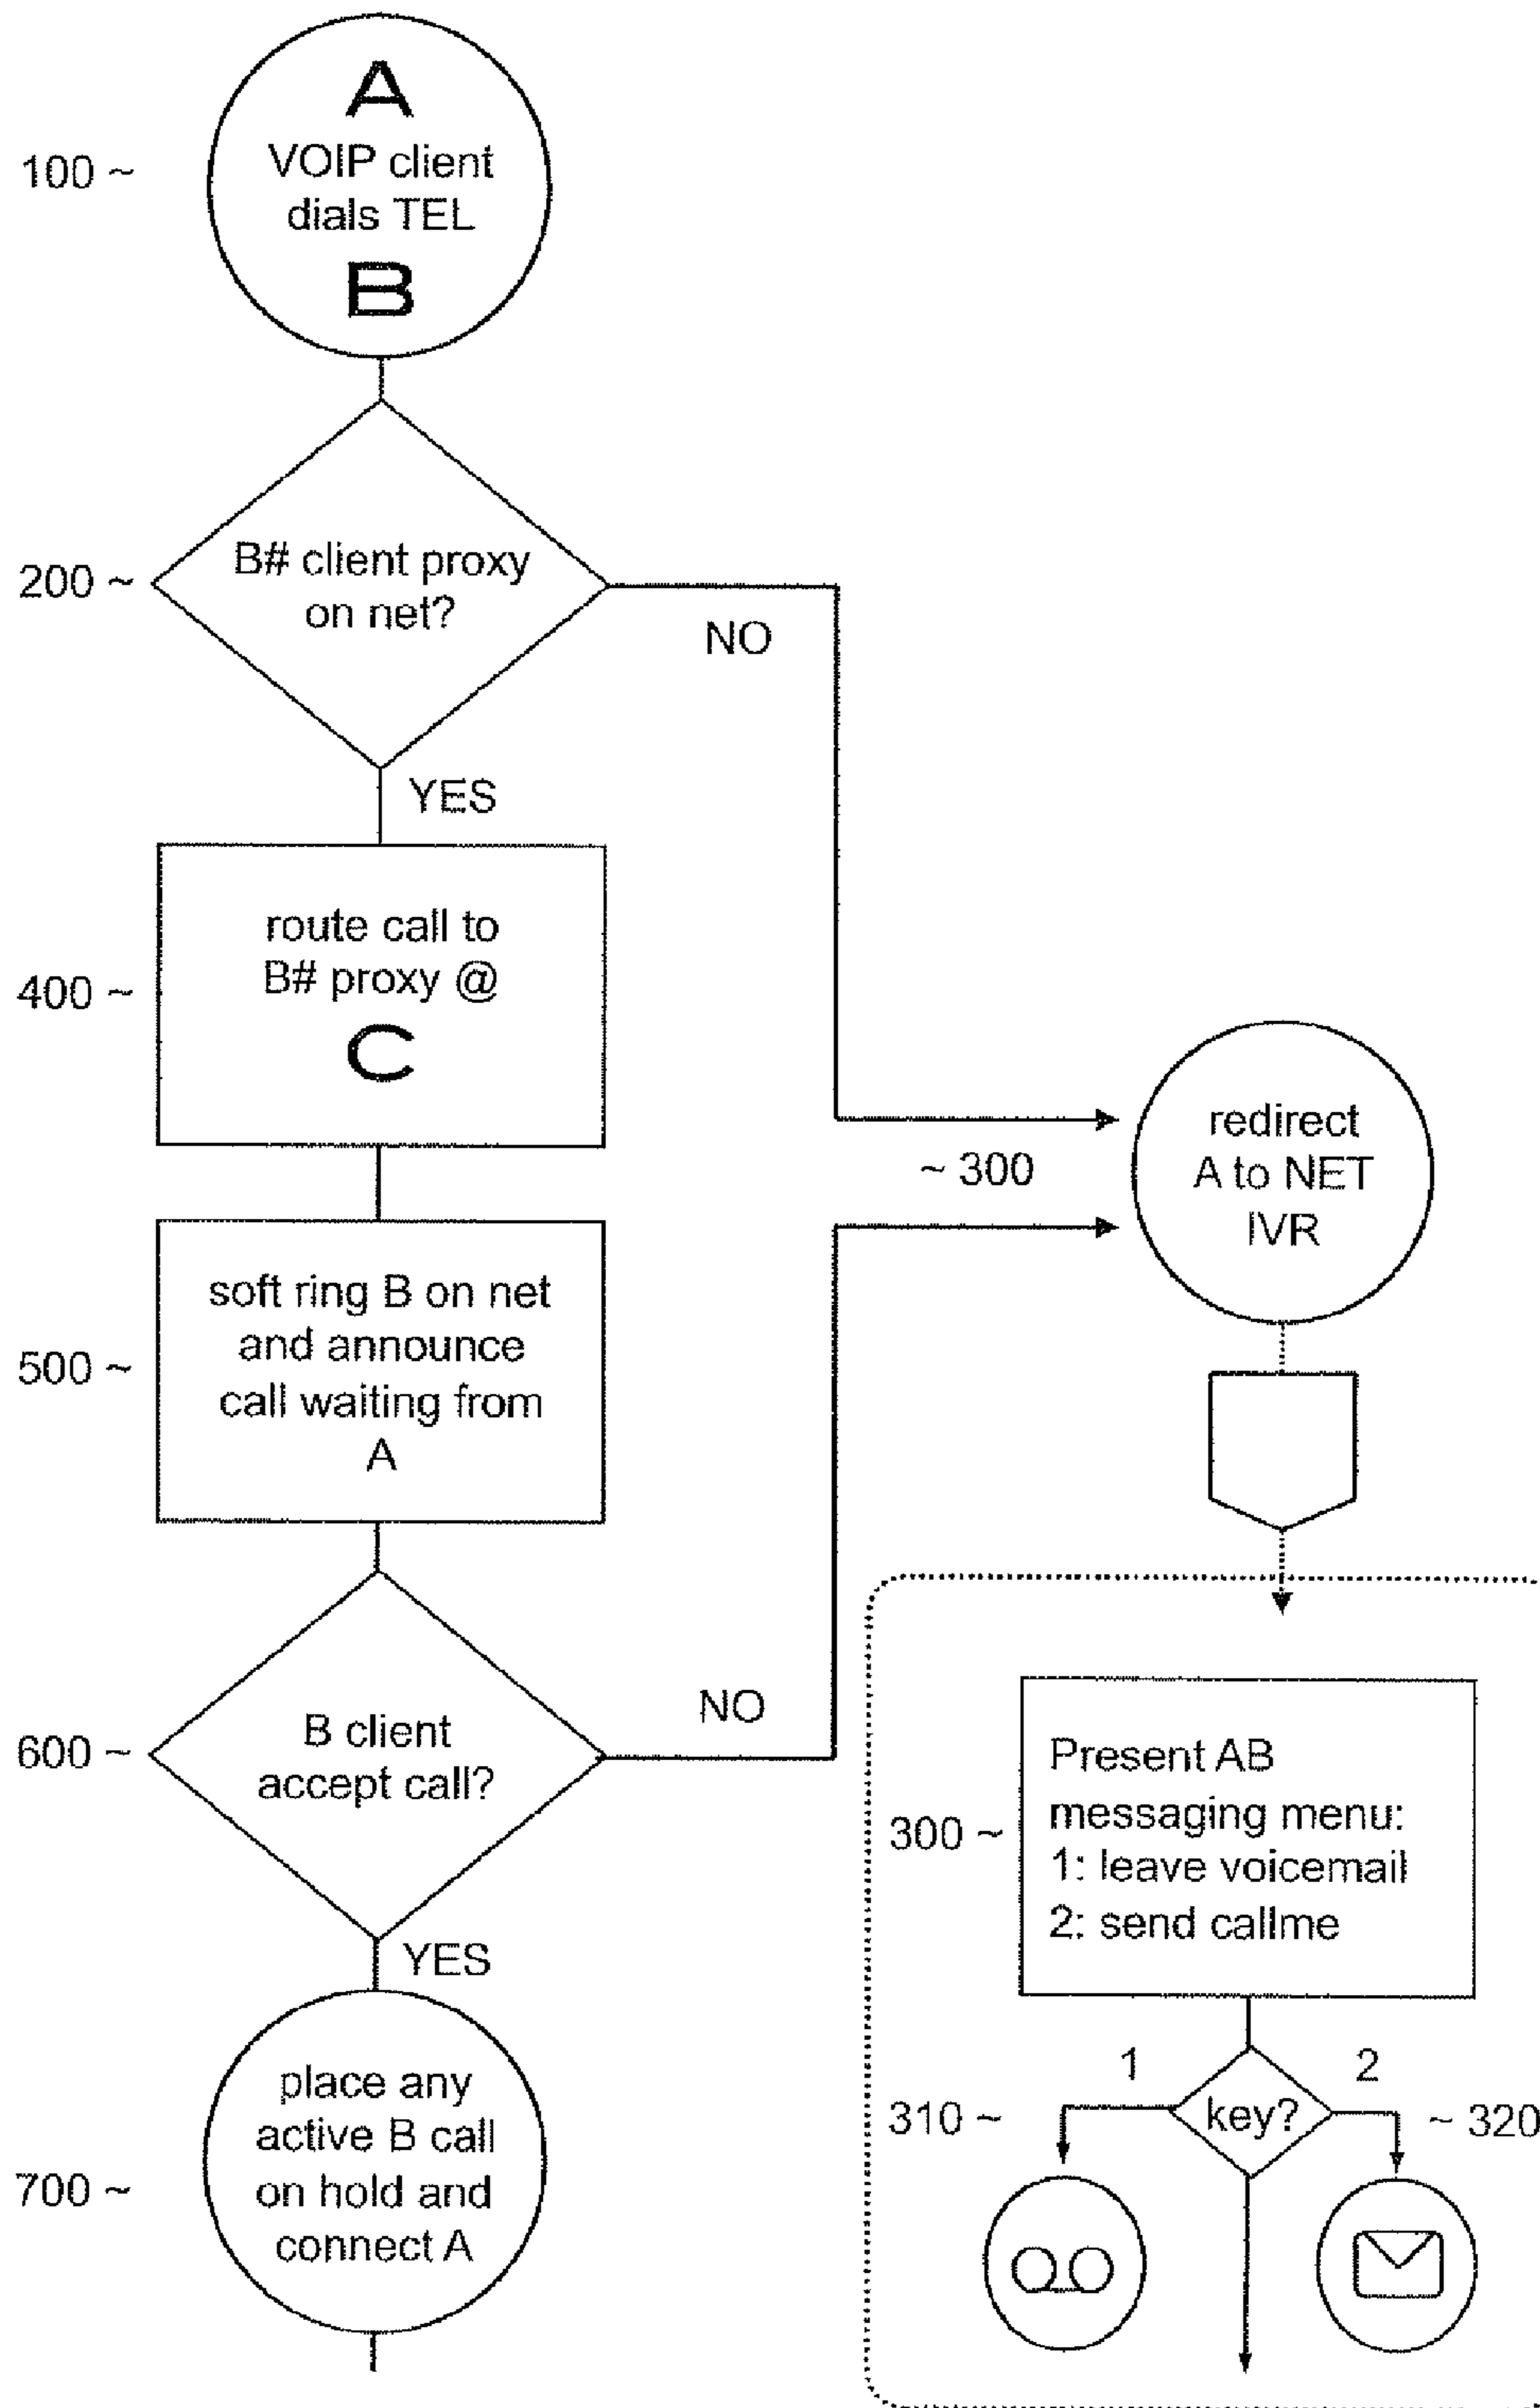 A
VOIP client
dials TEL
B
100 ~
B# client proxy
on net?
200 ~
NO
YES
route call to
B# proxy @
C
400 ~
soft ring B on net
and announce
call waiting from
A
500 ~
B client
accept call?
600 ~
NO
YES
place any
active B call
on hold and
connect A
700 ~
~ 300
redirect
A to NET
IVR
300 ~
Present AB
messaging menu:
1: leave voicemail
2: send callme
1
2
key?
310 ~
~ 320